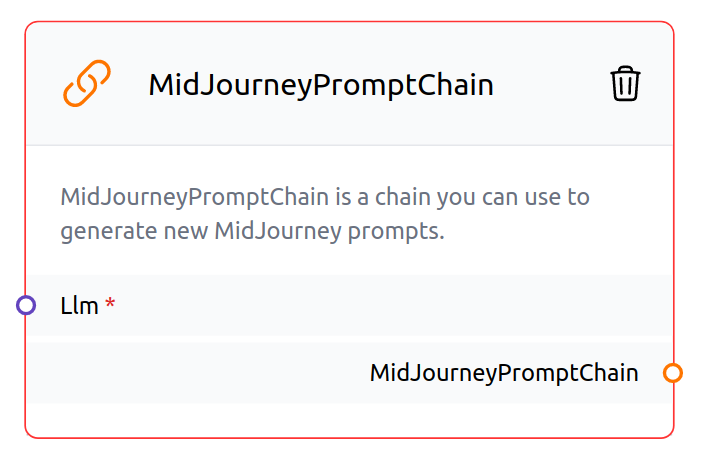 MidJourneyPromptChain
MidJourneyPromptChain is a chain you can use to
generate new MidJourney prompts.
Llm *
MidJourneyPromptChain